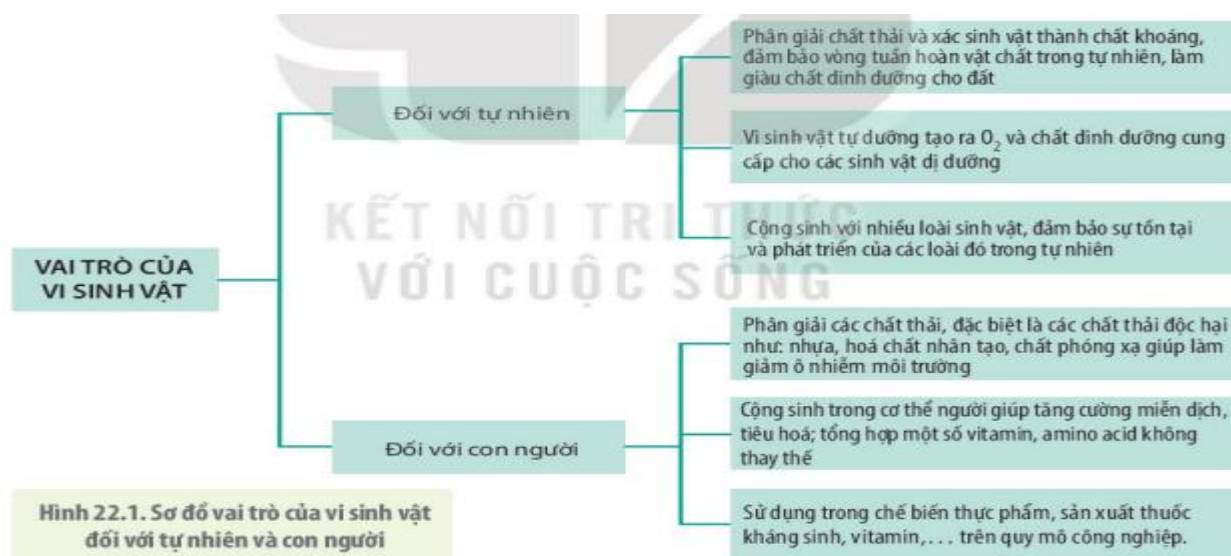 VAI TRÒ CỦA
VI SINH VẬT
Đối với tự nhiên
Phân giải chất thải và xác sinh vật thành chất khoáng,
đảm bảo vòng tuần hoàn vật chất trong tự nhiên, làm
giàu chất dinh dưỡng cho đất
Vi sinh vật tự dưỡng tạo ra O₂ và chất dinh dưỡng cung
cấp cho các sinh vật dị dưỡng
Cộng sinh với nhiều loài sinh vật, đảm bảo sự tồn tại
và phát triển của các loài đó trong tự nhiên
Đối với con người
Phân giải các chất thải, đặc biệt là các chất thải độc hại
như: nhựa, hoá chất nhân tạo, chất phóng xạ giúp làm
giảm ô nhiễm môi trường
Cộng sinh trong cơ thể người giúp tăng cường miễn dịch,
tiêu hoá; tổng hợp một số vitamin, amino acid không
thay thế
Sử dụng trong chế biến thực phẩm, sản xuất thuốc
kháng sinh, vitamin,... trên quy mô công nghiệp.
Hình 22.1. Sơ đồ vai trò của vi sinh vật
đối với tự nhiên và con người
KẾT NỐI TRI THỨC
VỚI CUỘC SỐNG